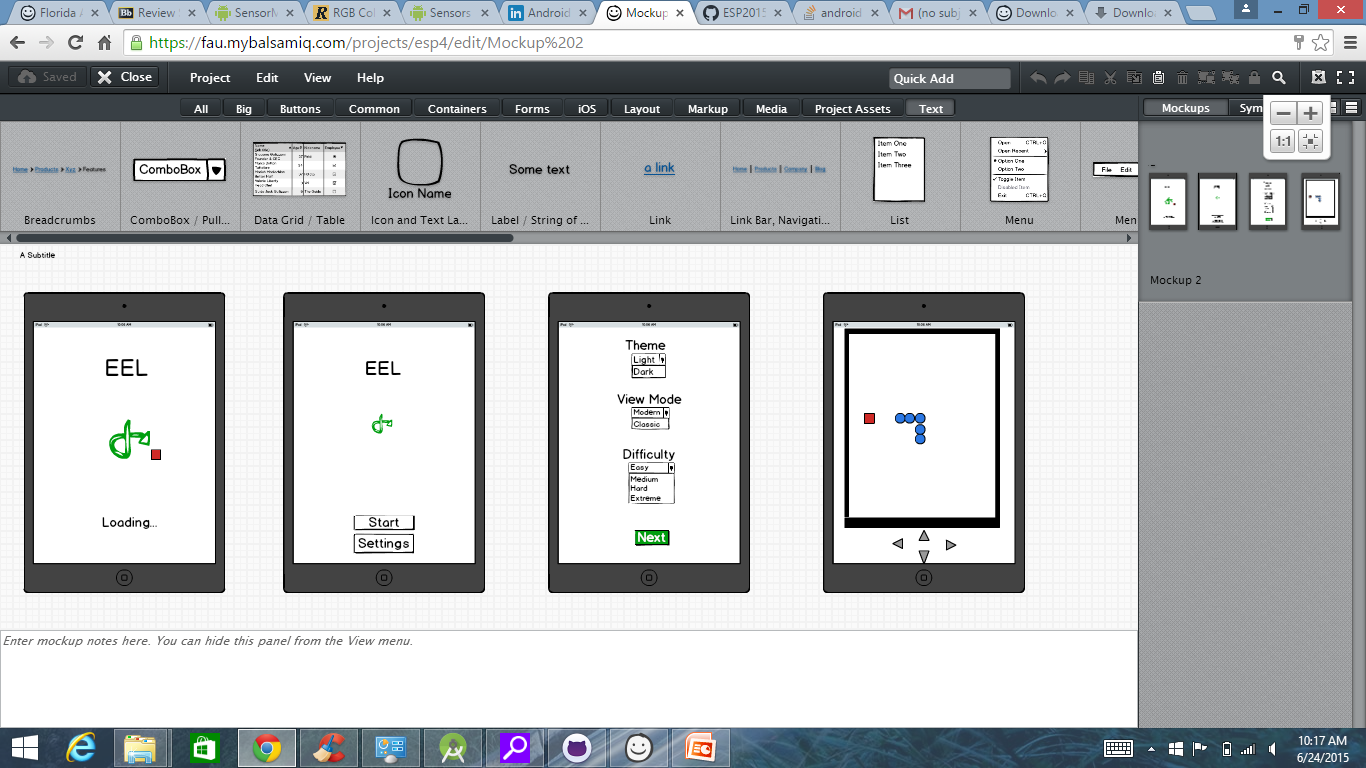 Florida A
Review
SensorM
RGB Col
Sensors
Android
Mockup
ESP2015
android
(no subj
Downlo
Downlo
https://fau.mybalsamiq.com/projects/esp4/edit/Mockup%202
Saved
Close
Project
Edit
View
Help
Quick Add
All
Big
Buttons
Common
Containers
Forms
iOS
Layout
Markup
Media
Project Assets
Text
Mockups
Sym
1:1
Home > Products > Xyz > Features
ComboBox
Icon Name
Some text
a link
Home | Products | Company | Blog
Item One
Item Two
Item Three
Open CTRL+O
Open Recent
Option One
Option Two
Toggle Item
Disabled Item
Exit CTRL+Q
File Edit
Breadcrumbs
ComboBox / Pull...
Data Grid / Table
Icon and Text La...
Label / String of ...
Link
Link Bar, Navigati...
List
Menu
Men
Mockup 2
A Subtitle
EEL
Loading...
EEL
Start
Settings
Theme
Light
Dark
View Mode
Modern
Classic
Difficulty
Easy
Medium
Hard
Extreme
Next
Enter mockup notes here. You can hide this panel from the View menu.
10:17 AM
6/24/2015